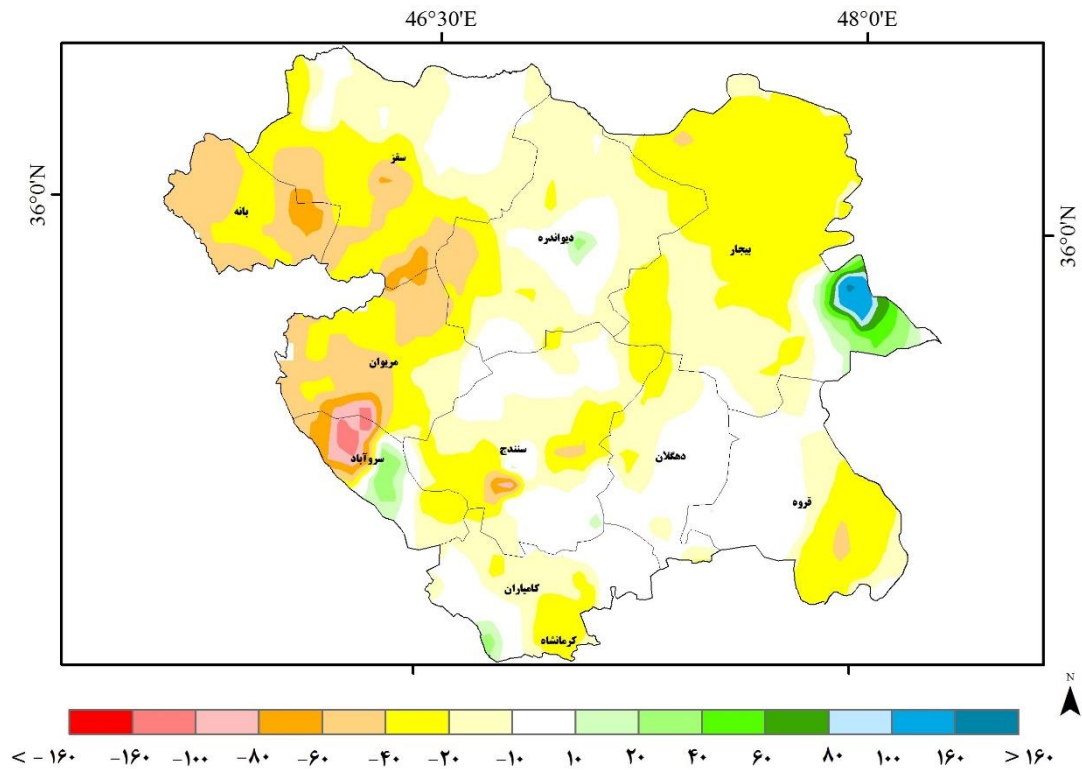 46°30'E 48°0'E
36°0'N
36°0'N
سقز
بانه
دیواندره
بیجار
مریوان
سنندج
دهگلان
سروآباد
قروه
کامیاران
کرمانشاه
N
< -۱۶۰ -۱۶۰ -۱۰۰ -۸۰ -۶۰ -۴۰ -۲۰ -۱۰ ۱۰ ۲۰ ۴۰ ۶۰ ۸۰ ۱۰۰ ۱۶۰ >۱۶۰